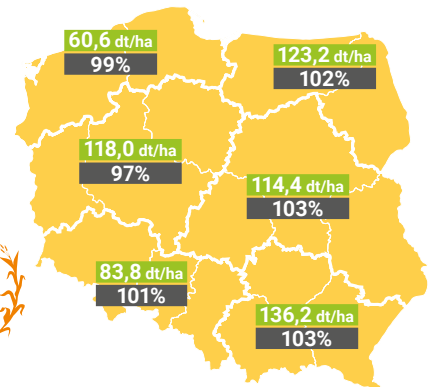 60,6 dt/ha
99%
123,2 dt/ha
102%
118,0 dt/ha
97%
114,4 dt/ha
103%
83,8 dt/ha
101%
136,2 dt/ha
103%